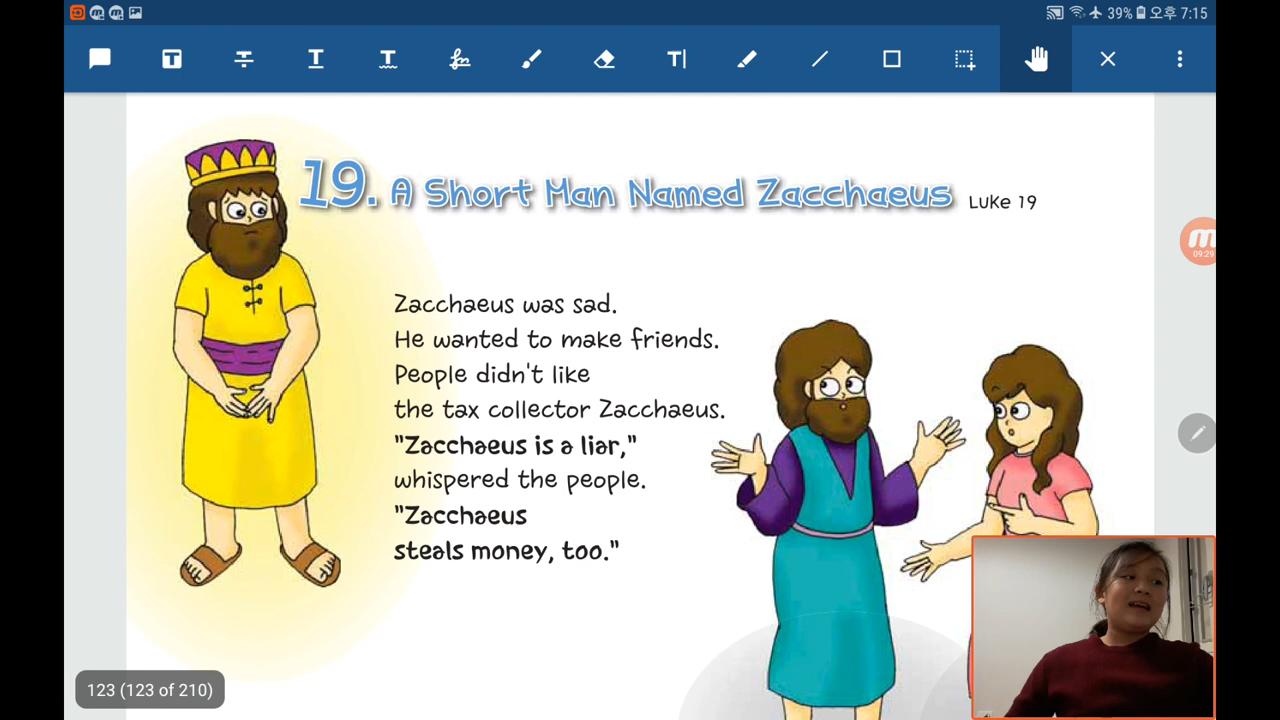 39% 오후 7:15
T T T T
19. A Short Man Named Zacchaeus Luke 19
09:29
Zacchaeus was sad.
He wanted to make friends.
People didn't like
the tax collector Zacchaeus.
"Zacchaeus is a liar,"
whispered the people.
"Zacchaeus
steals money, too."
123 (123 of 210)